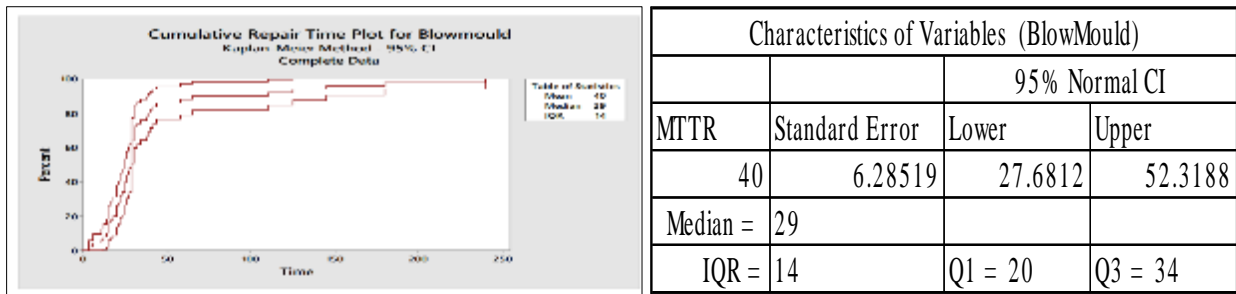 Cumulative Repair Time Plot for Blowmould
Kaplan-Meier Method - 95% CI
Complete Data
100
80
60
40
20
0
Percent
0 50 100 150 200 250
Time
Table of Statistics
Mean 40
Median 29
IQR 14
Characteristics of Variables (BlowMould)
95% Normal CI
MTTR Standard Error Lower Upper
40 6.28519 27.6812 52.3188
Median = 29
IQR = 14 Q1 = 20 Q3 = 34